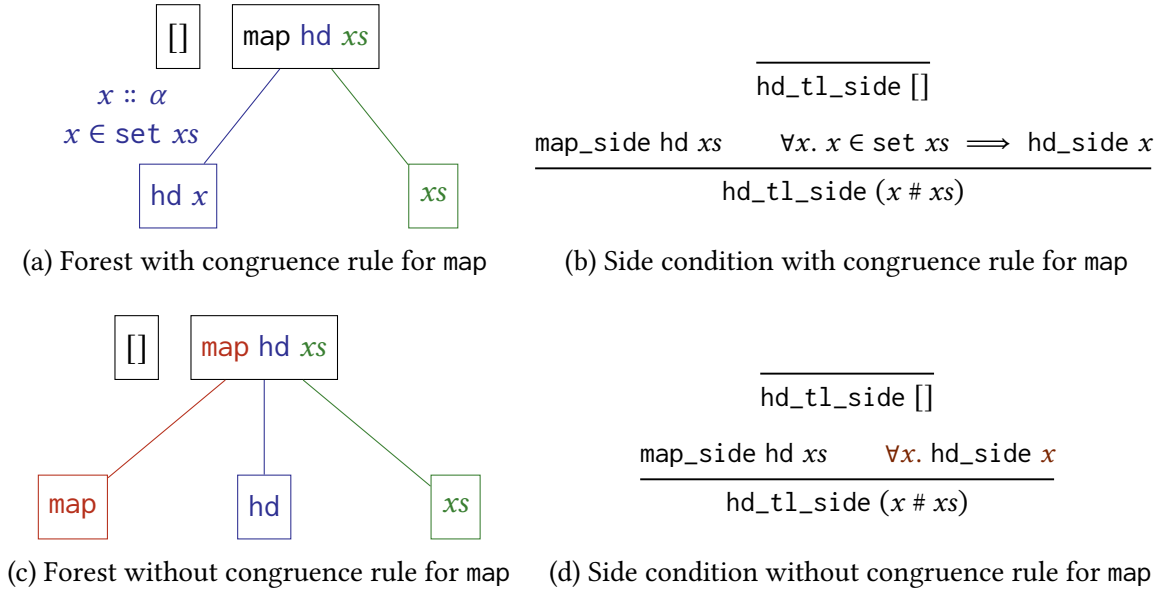 [] map hd xs
x :: α
x ∈ set xs
hd x xs
(a) Forest with congruence rule for map
hd_tl_side []
map_side hd xs ∀x. x ∈ set xs ⟹ hd_side x
hd_tl_side (x # xs)
(b) Side condition with congruence rule for map
[] map hd xs
map hd xs
(c) Forest without congruence rule for map
hd_tl_side []
map_side hd xs ∀x. hd_side x
hd_tl_side (x # xs)
(d) Side condition without congruence rule for map